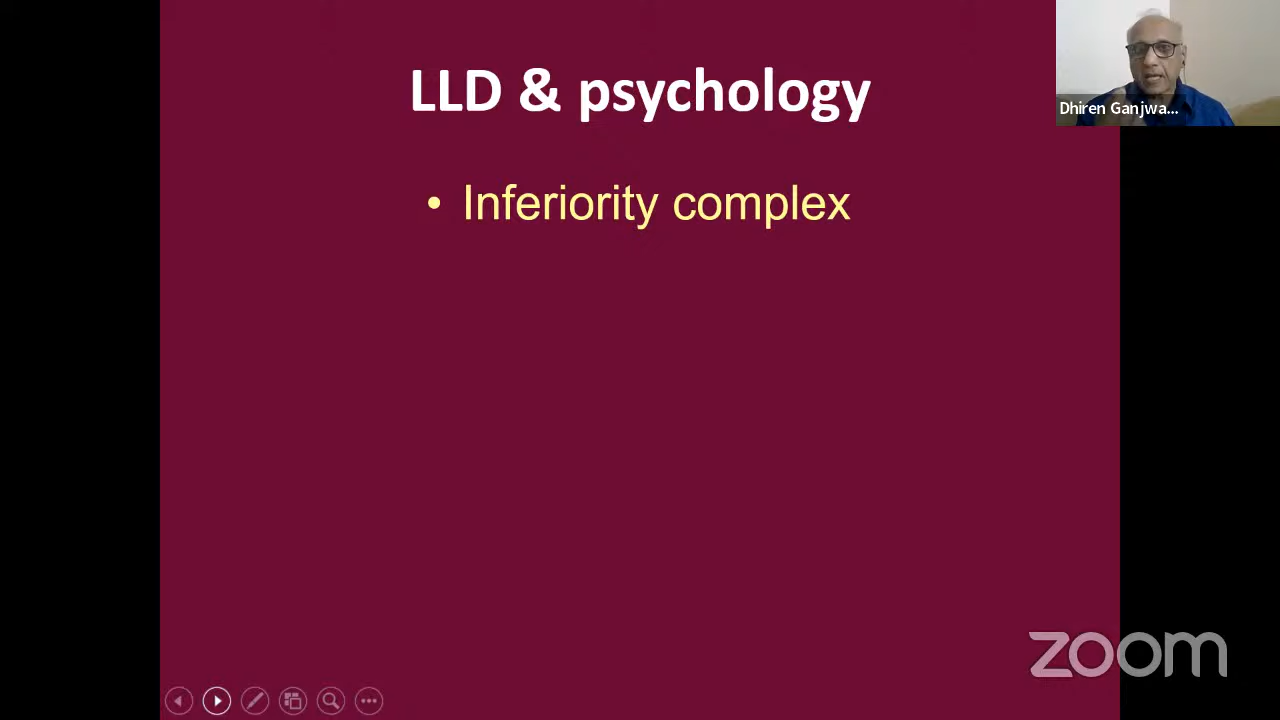 LLD & psychology
Dhiren Ganjwa...
• Inferiority complex
zoom